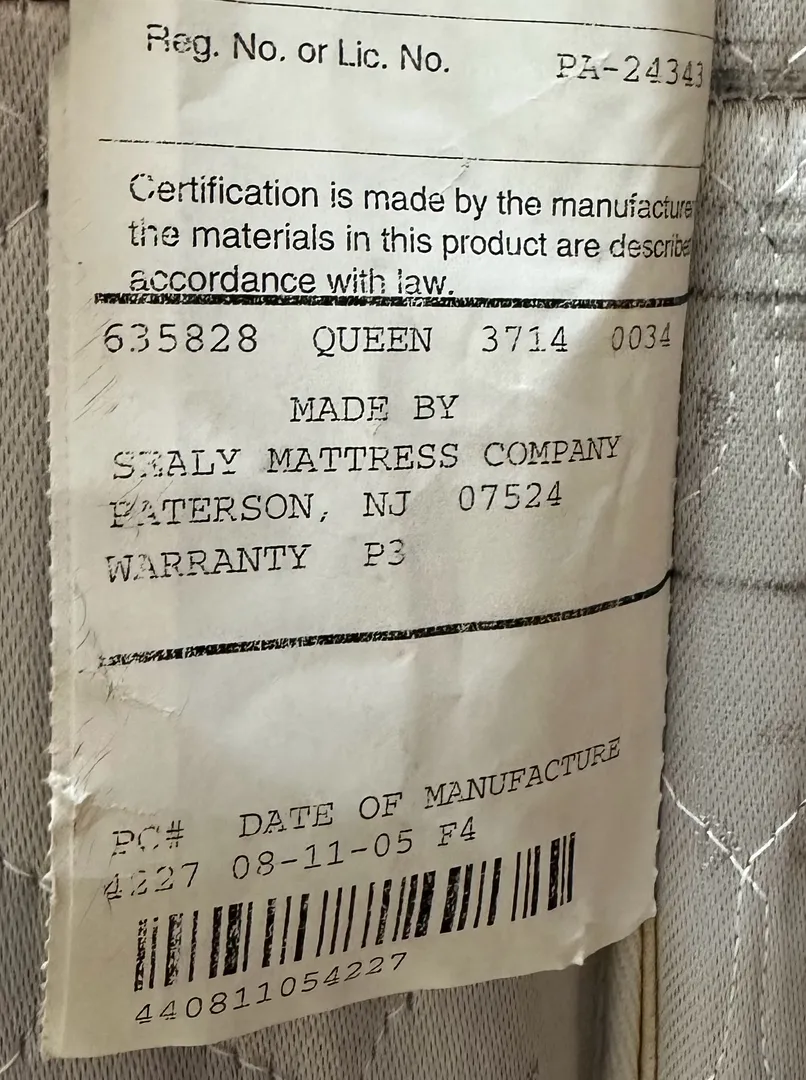 Reg. No. or Lic. No. PA-24343
Certification is made by the manufacture
the materials in this product are describe
accordance with law.
635828 QUEEN 3714 0034
MADE BY
SEALY MATTRESS COMPANY
PATERSON, NJ 07524
WARRANTY P3
PC# DATE OF MANUFACTURE
4227 08-11-05 F4
440811054227